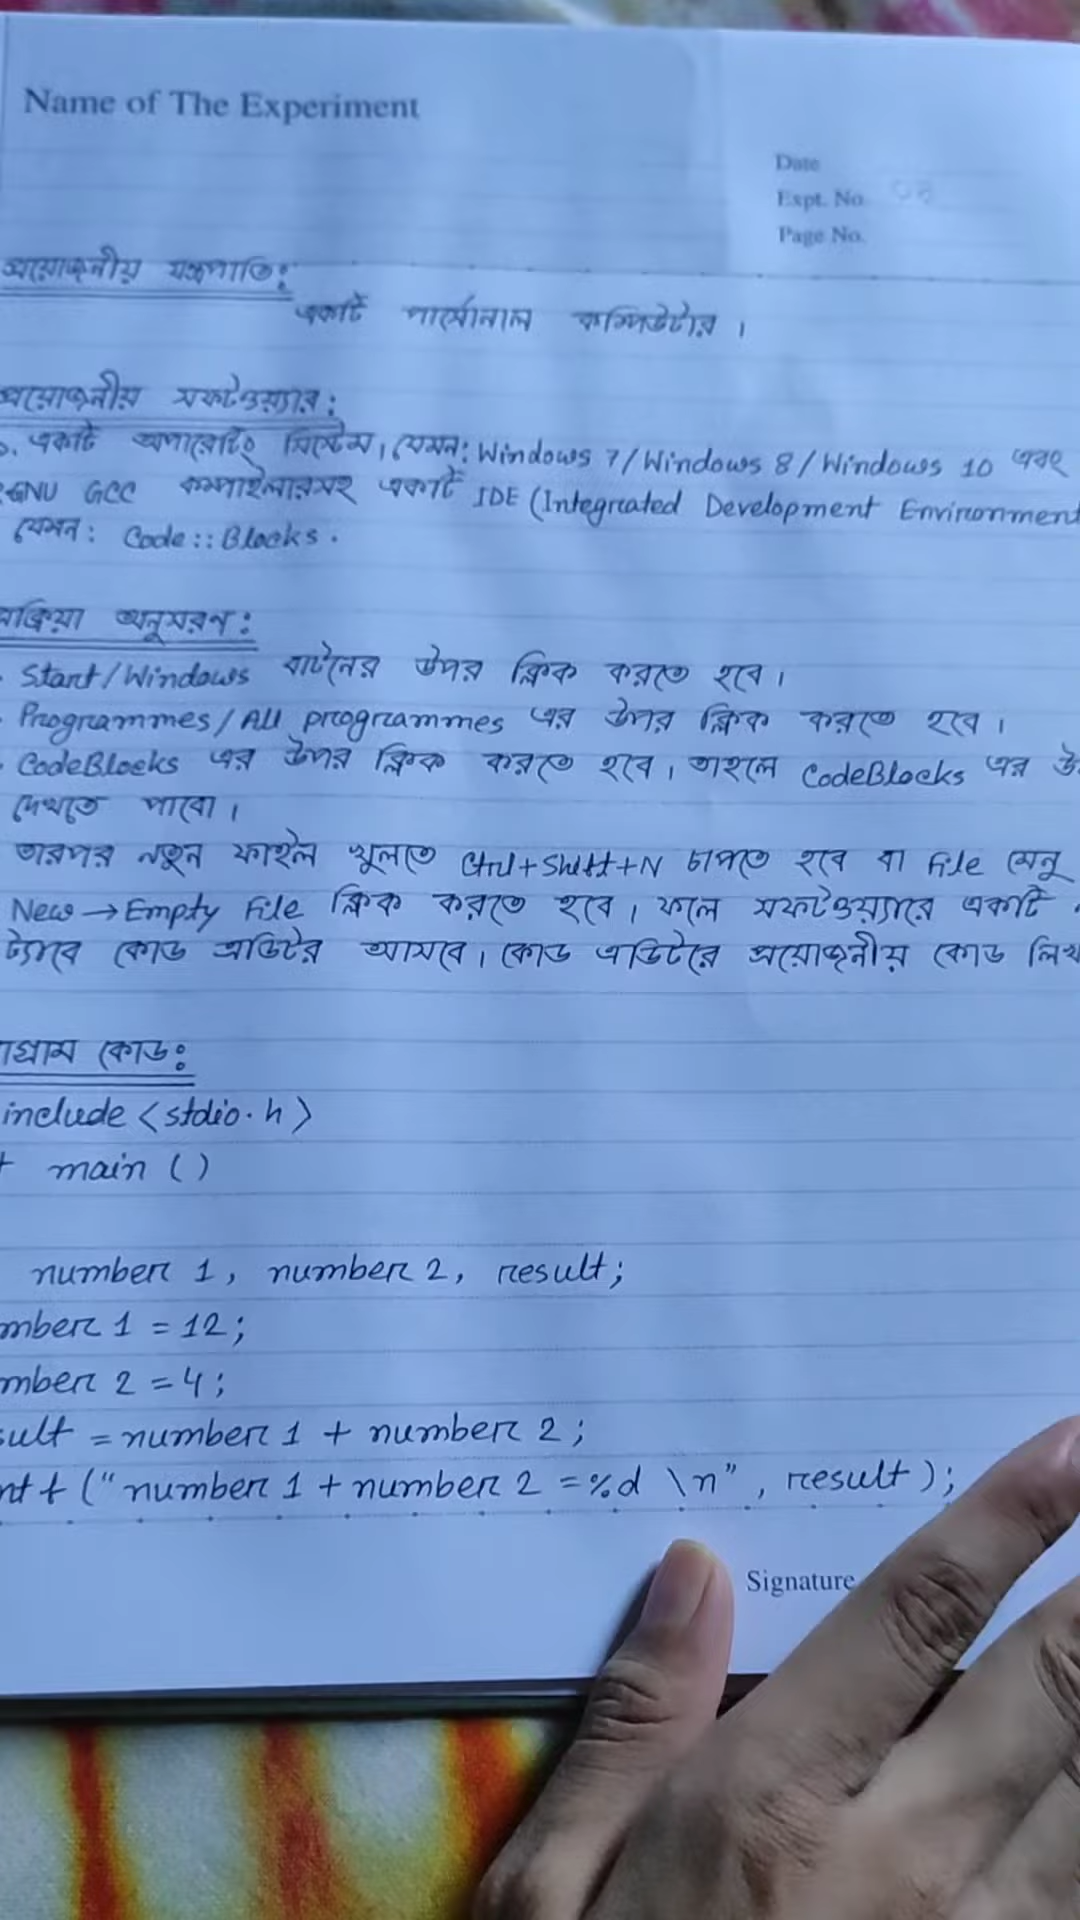 Name of The Experiment
Date
Expt. No. 08
Page No.
প্রয়োজনীয় যন্ত্রপাতি:
একটি পার্সোনাল কম্পিউটার।
প্রয়োজনীয় সফটওয়্যার:
একটি অপারেটিং সিস্টেম, যেমন: Windows 7/Windows 8/Windows 10 এবং
GNU GCC কম্পাইলারসহ একটি IDE (Integrated Development Environment
যেমন: Code::Blocks.
অনুসরণ:
Start/Windows বাটনের উপর ক্লিক করতে হবে।
Programmes/All programmes এর উপর ক্লিক করতে হবে।
CodeBlocks এর উপর ক্লিক করতে হবে, তাহলে CodeBlocks এর
দেখতে পাবো।
তারপর নতুন ফাইল খুলতে Ctrl+Shift+N চাপতে হবে বা File মেনু
New→Empty File ক্লিক করতে হবে। ফলে সফটওয়্যারে একটি
ট্যাবে কোড এডিটর আসবে। কোড এডিটরে প্রয়োজনীয় কোড লিখ
গ্রাম কোড:
include <stdio.h>
t main ()
number 1, number 2, result;
mber 1 = 12;
mber 2 = 4;
sult = number 1 + number 2;
ntf ("number 1 + number 2 = %d \n", result);
Signature